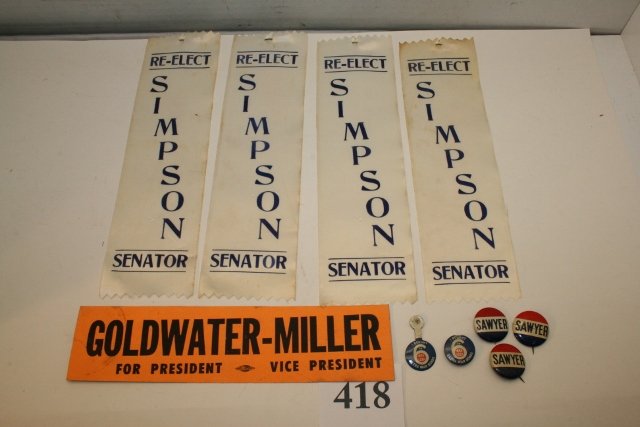 RE-ELECT
SIMPSON
SENATOR
RE-ELECT
SIMPSON
SENATOR
RE-ELECT
SIMPSON
SENATOR
RE-ELECT
SIMPSON
SENATOR
GOLDWATER-MILLER
FOR PRESIDENT VICE PRESIDENT
SAWYER
SAWYER
SAWYER
418